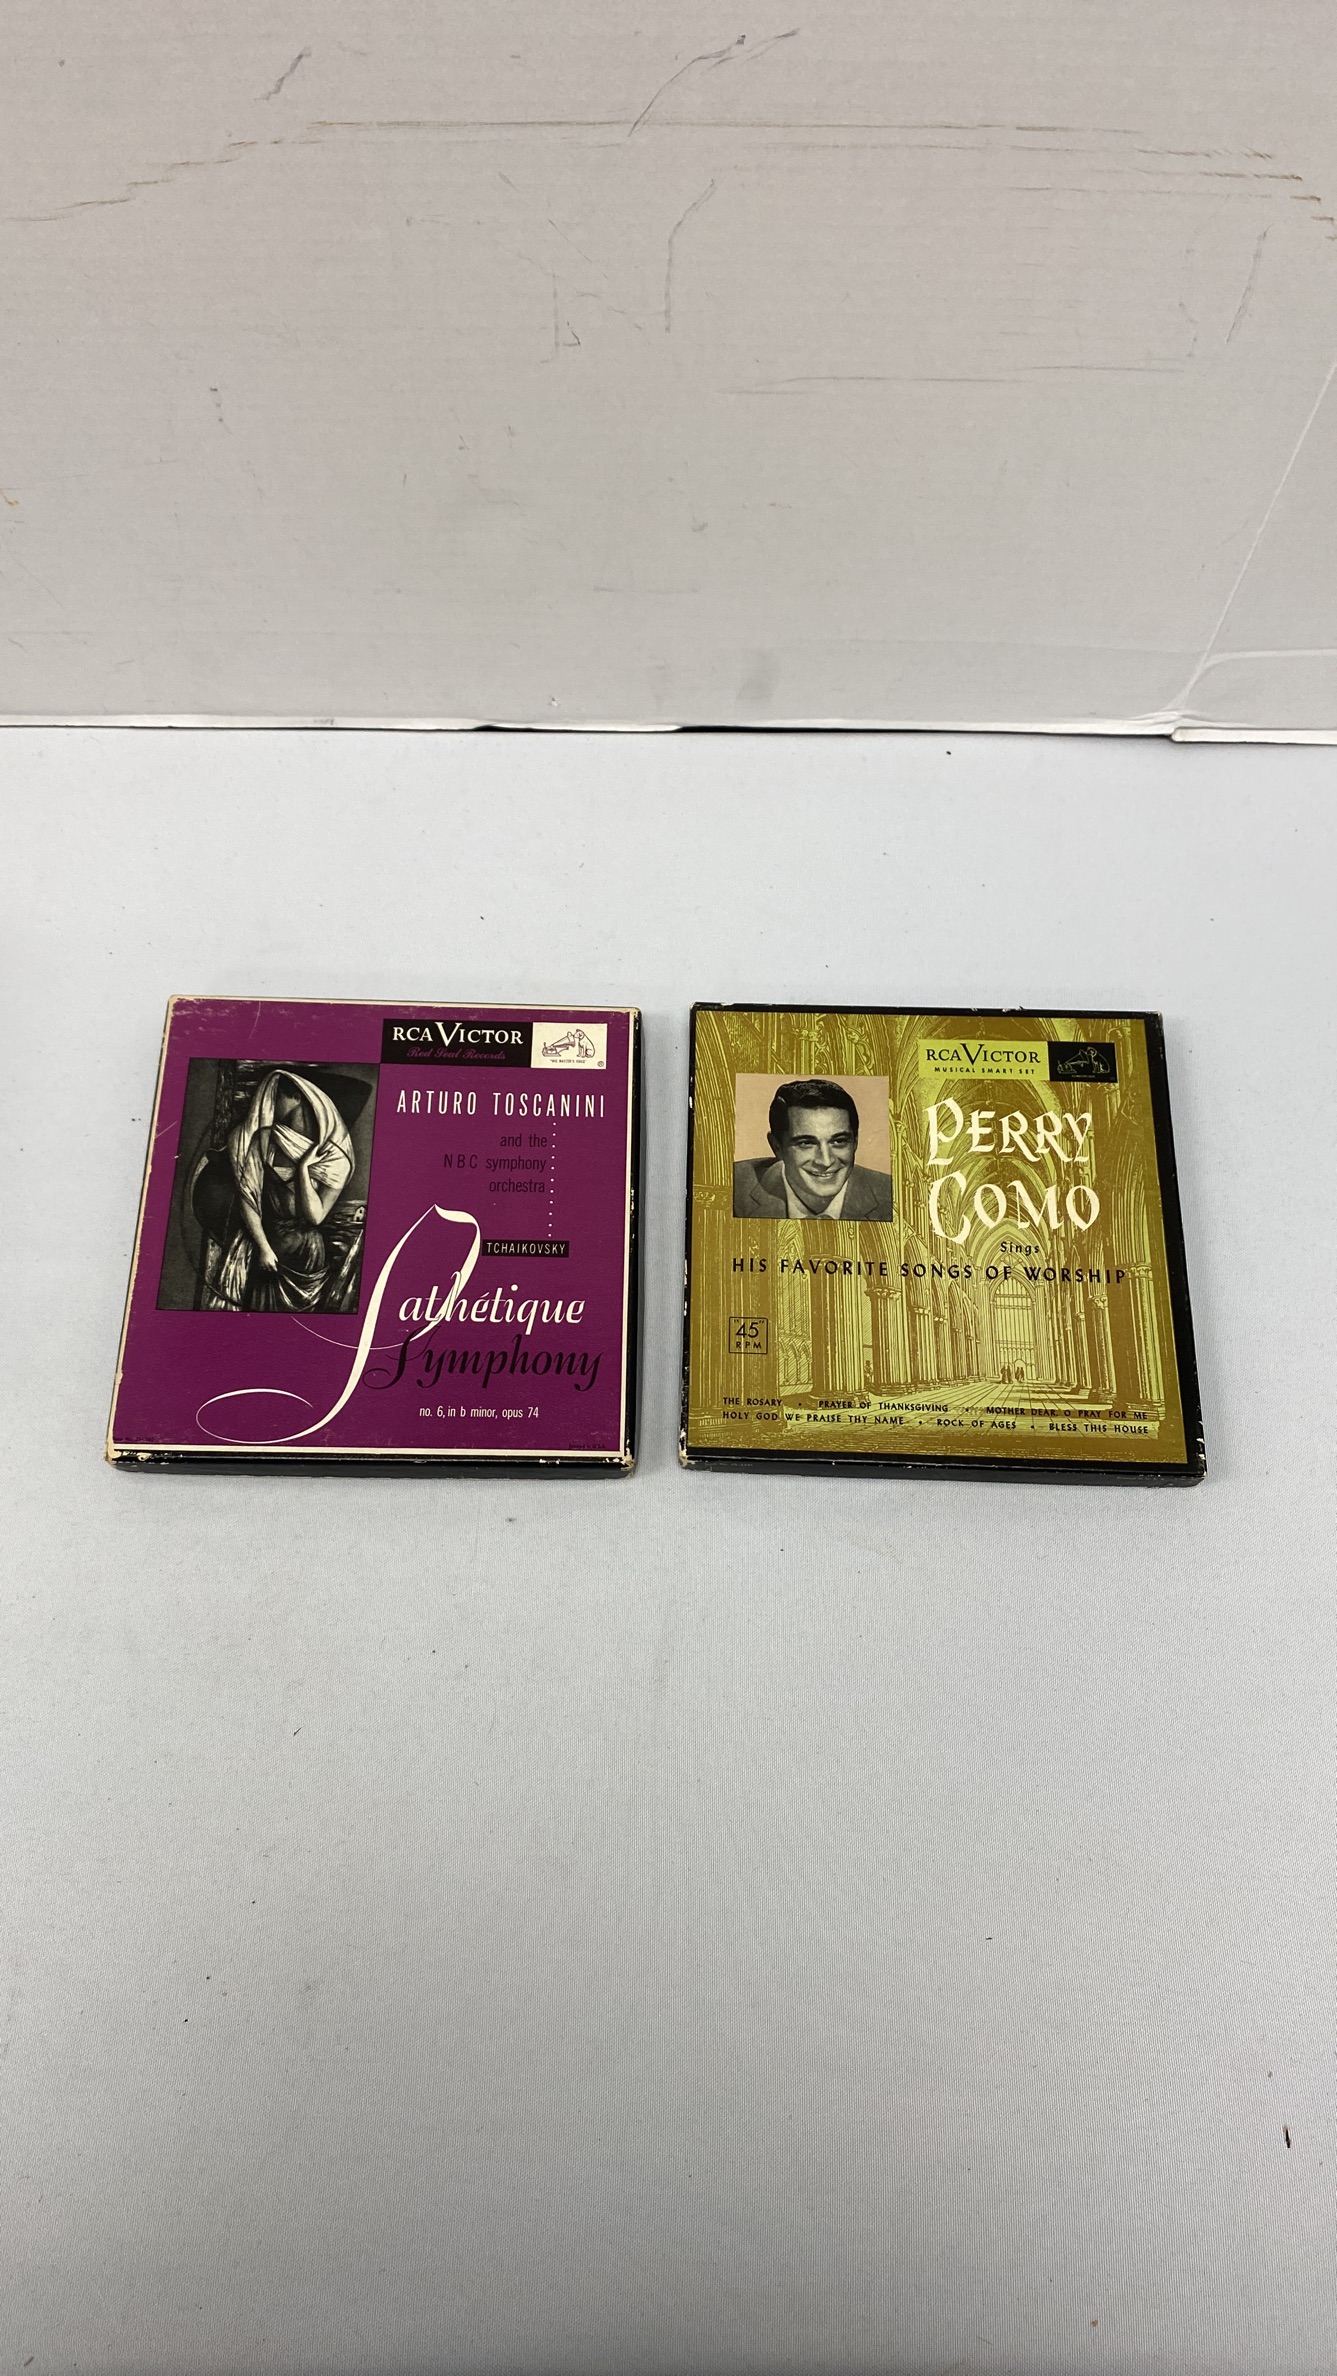 RCA VICTOR
Red Seal Records
"HIS MASTER'S VOICE"
®
ARTURO TOSCANINI
and the
NBC symphony
orchestra
TCHAIKOVSKY
Pathétique
Symphony
no. 6, in b minor, opus 74
RCA VICTOR
MUSICAL SMART SET
PERRY
COMO
Sings
HIS FAVORITE SONGS OF WORSHIP
"45"
RPM
THE ROSARY • PRAYER OF THANKSGIVING • MOTHER DEAR, O PRAY FOR ME
HOLY GOD WE PRAISE THY NAME • ROCK OF AGES • BLESS THIS HOUSE